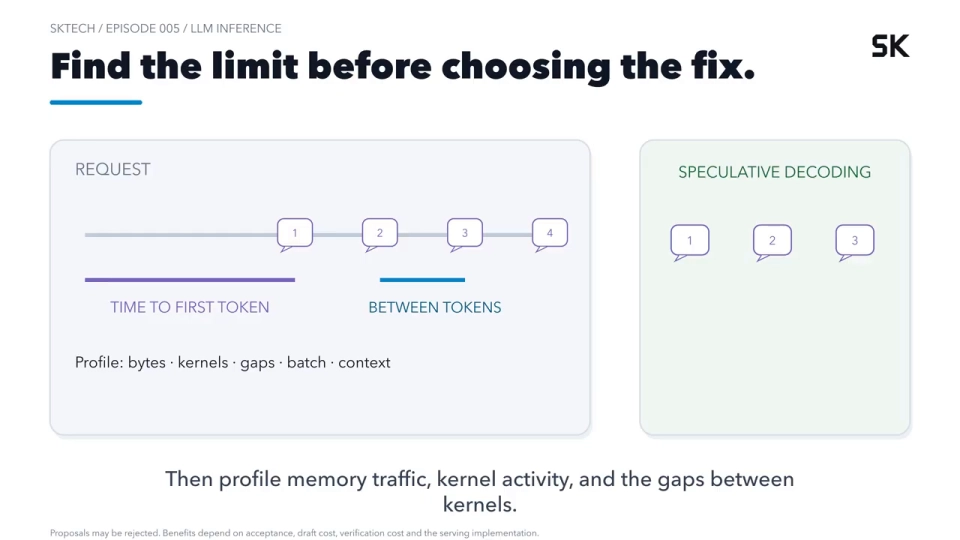 SKTECH / EPISODE 005 / LLM INFERENCE
Find the limit before choosing the fix.
SK
REQUEST
1 2 3 4
TIME TO FIRST TOKEN
BETWEEN TOKENS
Profile: bytes · kernels · gaps · batch · context
SPECULATIVE DECODING
1 2 3
Then profile memory traffic, kernel activity, and the gaps between
kernels.
Proposals may be rejected. Benefits depend on acceptance, draft cost, verification cost and the serving implementation.